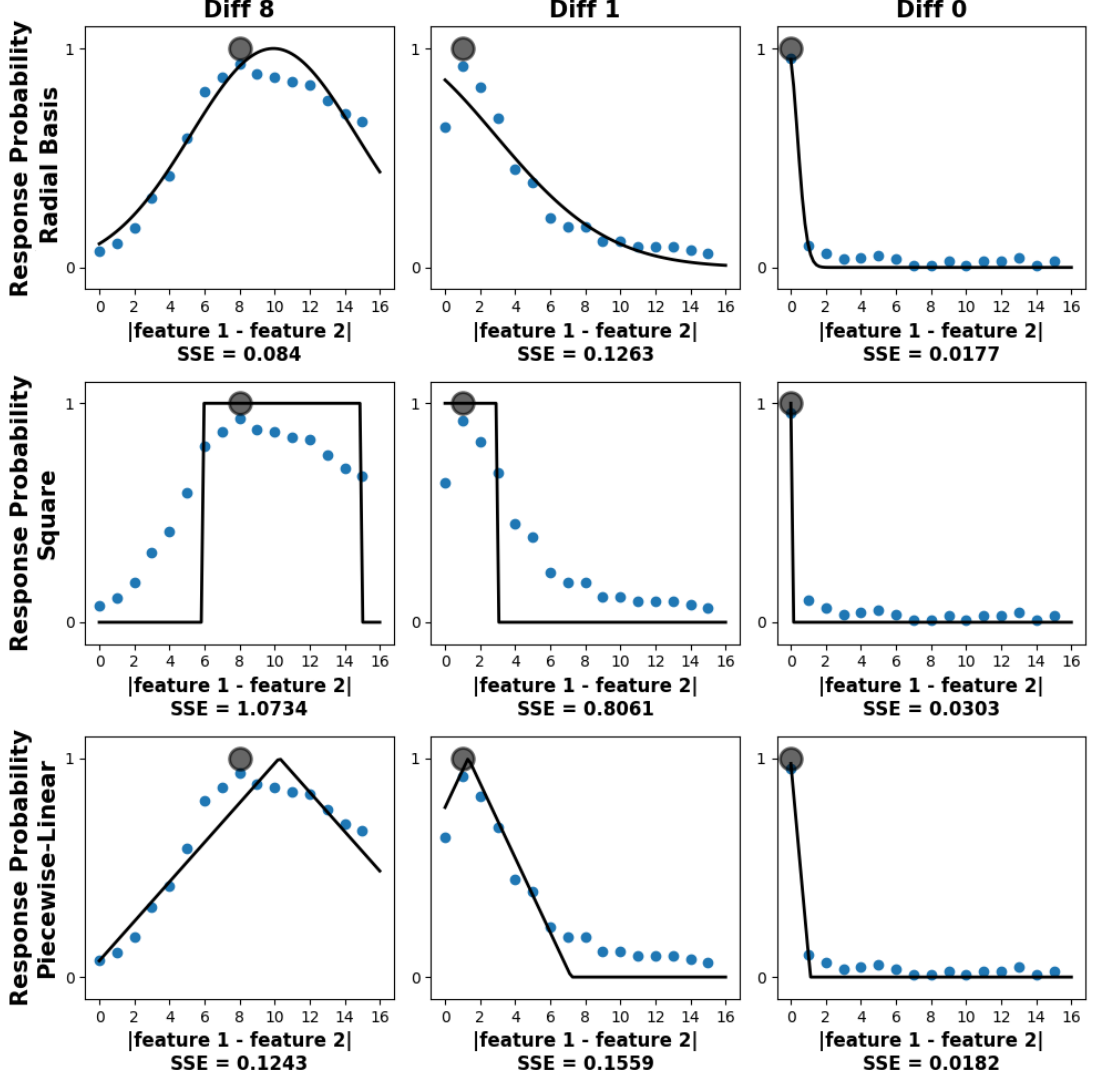 Diff 8 Diff 1 Diff 0
Response Probability
Radial Basis
1 1 1
0 0 0
0 2 4 6 8 10 12 14 16 0 2 4 6 8 10 12 14 16 0 2 4 6 8 10 12 14 16
|feature 1 - feature 2| |feature 1 - feature 2| |feature 1 - feature 2|
SSE = 0.084 SSE = 0.1263 SSE = 0.0177
Response Probability
Square
1 1 1
0 0 0
0 2 4 6 8 10 12 14 16 0 2 4 6 8 10 12 14 16 0 2 4 6 8 10 12 14 16
|feature 1 - feature 2| |feature 1 - feature 2| |feature 1 - feature 2|
SSE = 1.0734 SSE = 0.8061 SSE = 0.0303
Response Probability
Piecewise-Linear
1 1 1
0 0 0
0 2 4 6 8 10 12 14 16 0 2 4 6 8 10 12 14 16 0 2 4 6 8 10 12 14 16
|feature 1 - feature 2| |feature 1 - feature 2| |feature 1 - feature 2|
SSE = 0.1243 SSE = 0.1559 SSE = 0.0182